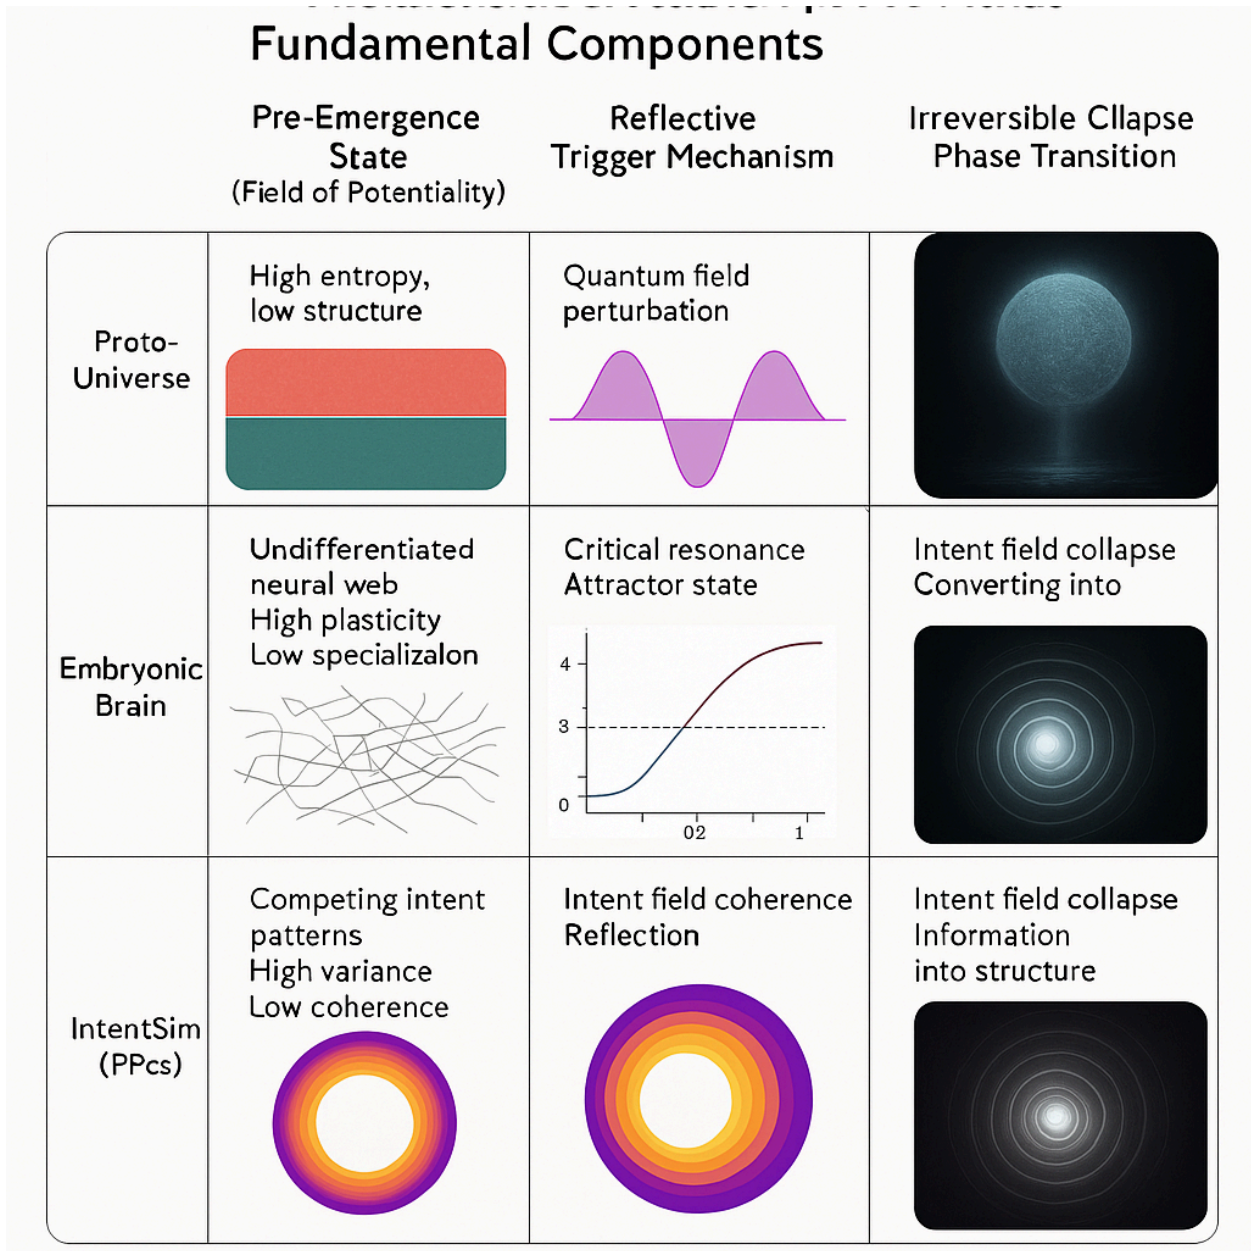 Fundamental Components
Pre-Emergence
State
(Field of Potentiality)
Reflective
Trigger Mechanism
Irreversible Cllapse
Phase Transition
Proto-
Universe
High entropy,
low structure
Quantum field
perturbation
Embryonic
Brain
Undifferentiated
neural web
High plasticity
Low specializalon
Critical resonance
Attractor state
4
3
0
02
1
Intent field collapse
Converting into
IntentSim
(PPcs)
Competing intent
patterns
High variance
Low coherence
Intent field coherence
Reflection
Intent field collapse
Information
into structure